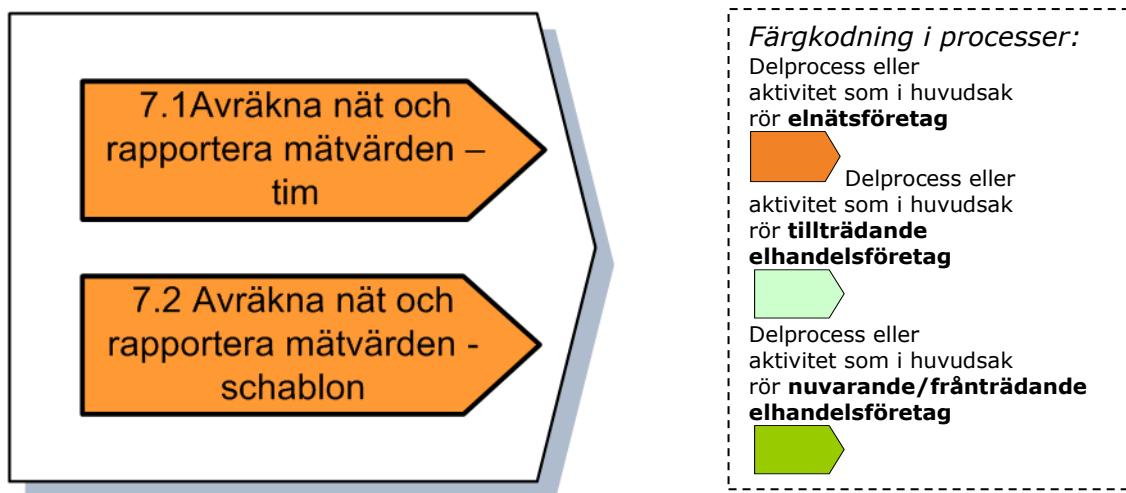 7.1Avräkna nät och
rapportera mätvärden –
tim
7.2 Avräkna nät och
rapportera mätvärden -
schablon
Färgkodning i processer:
Delprocess eller
aktivitet som i huvudsak
rör elnätsföretag
Delprocess eller
aktivitet som i huvudsak
rör tillträdande
elhandelsföretag
Delprocess eller
aktivitet som i huvudsak
rör nuvarande/frånträdande
elhandelsföretag